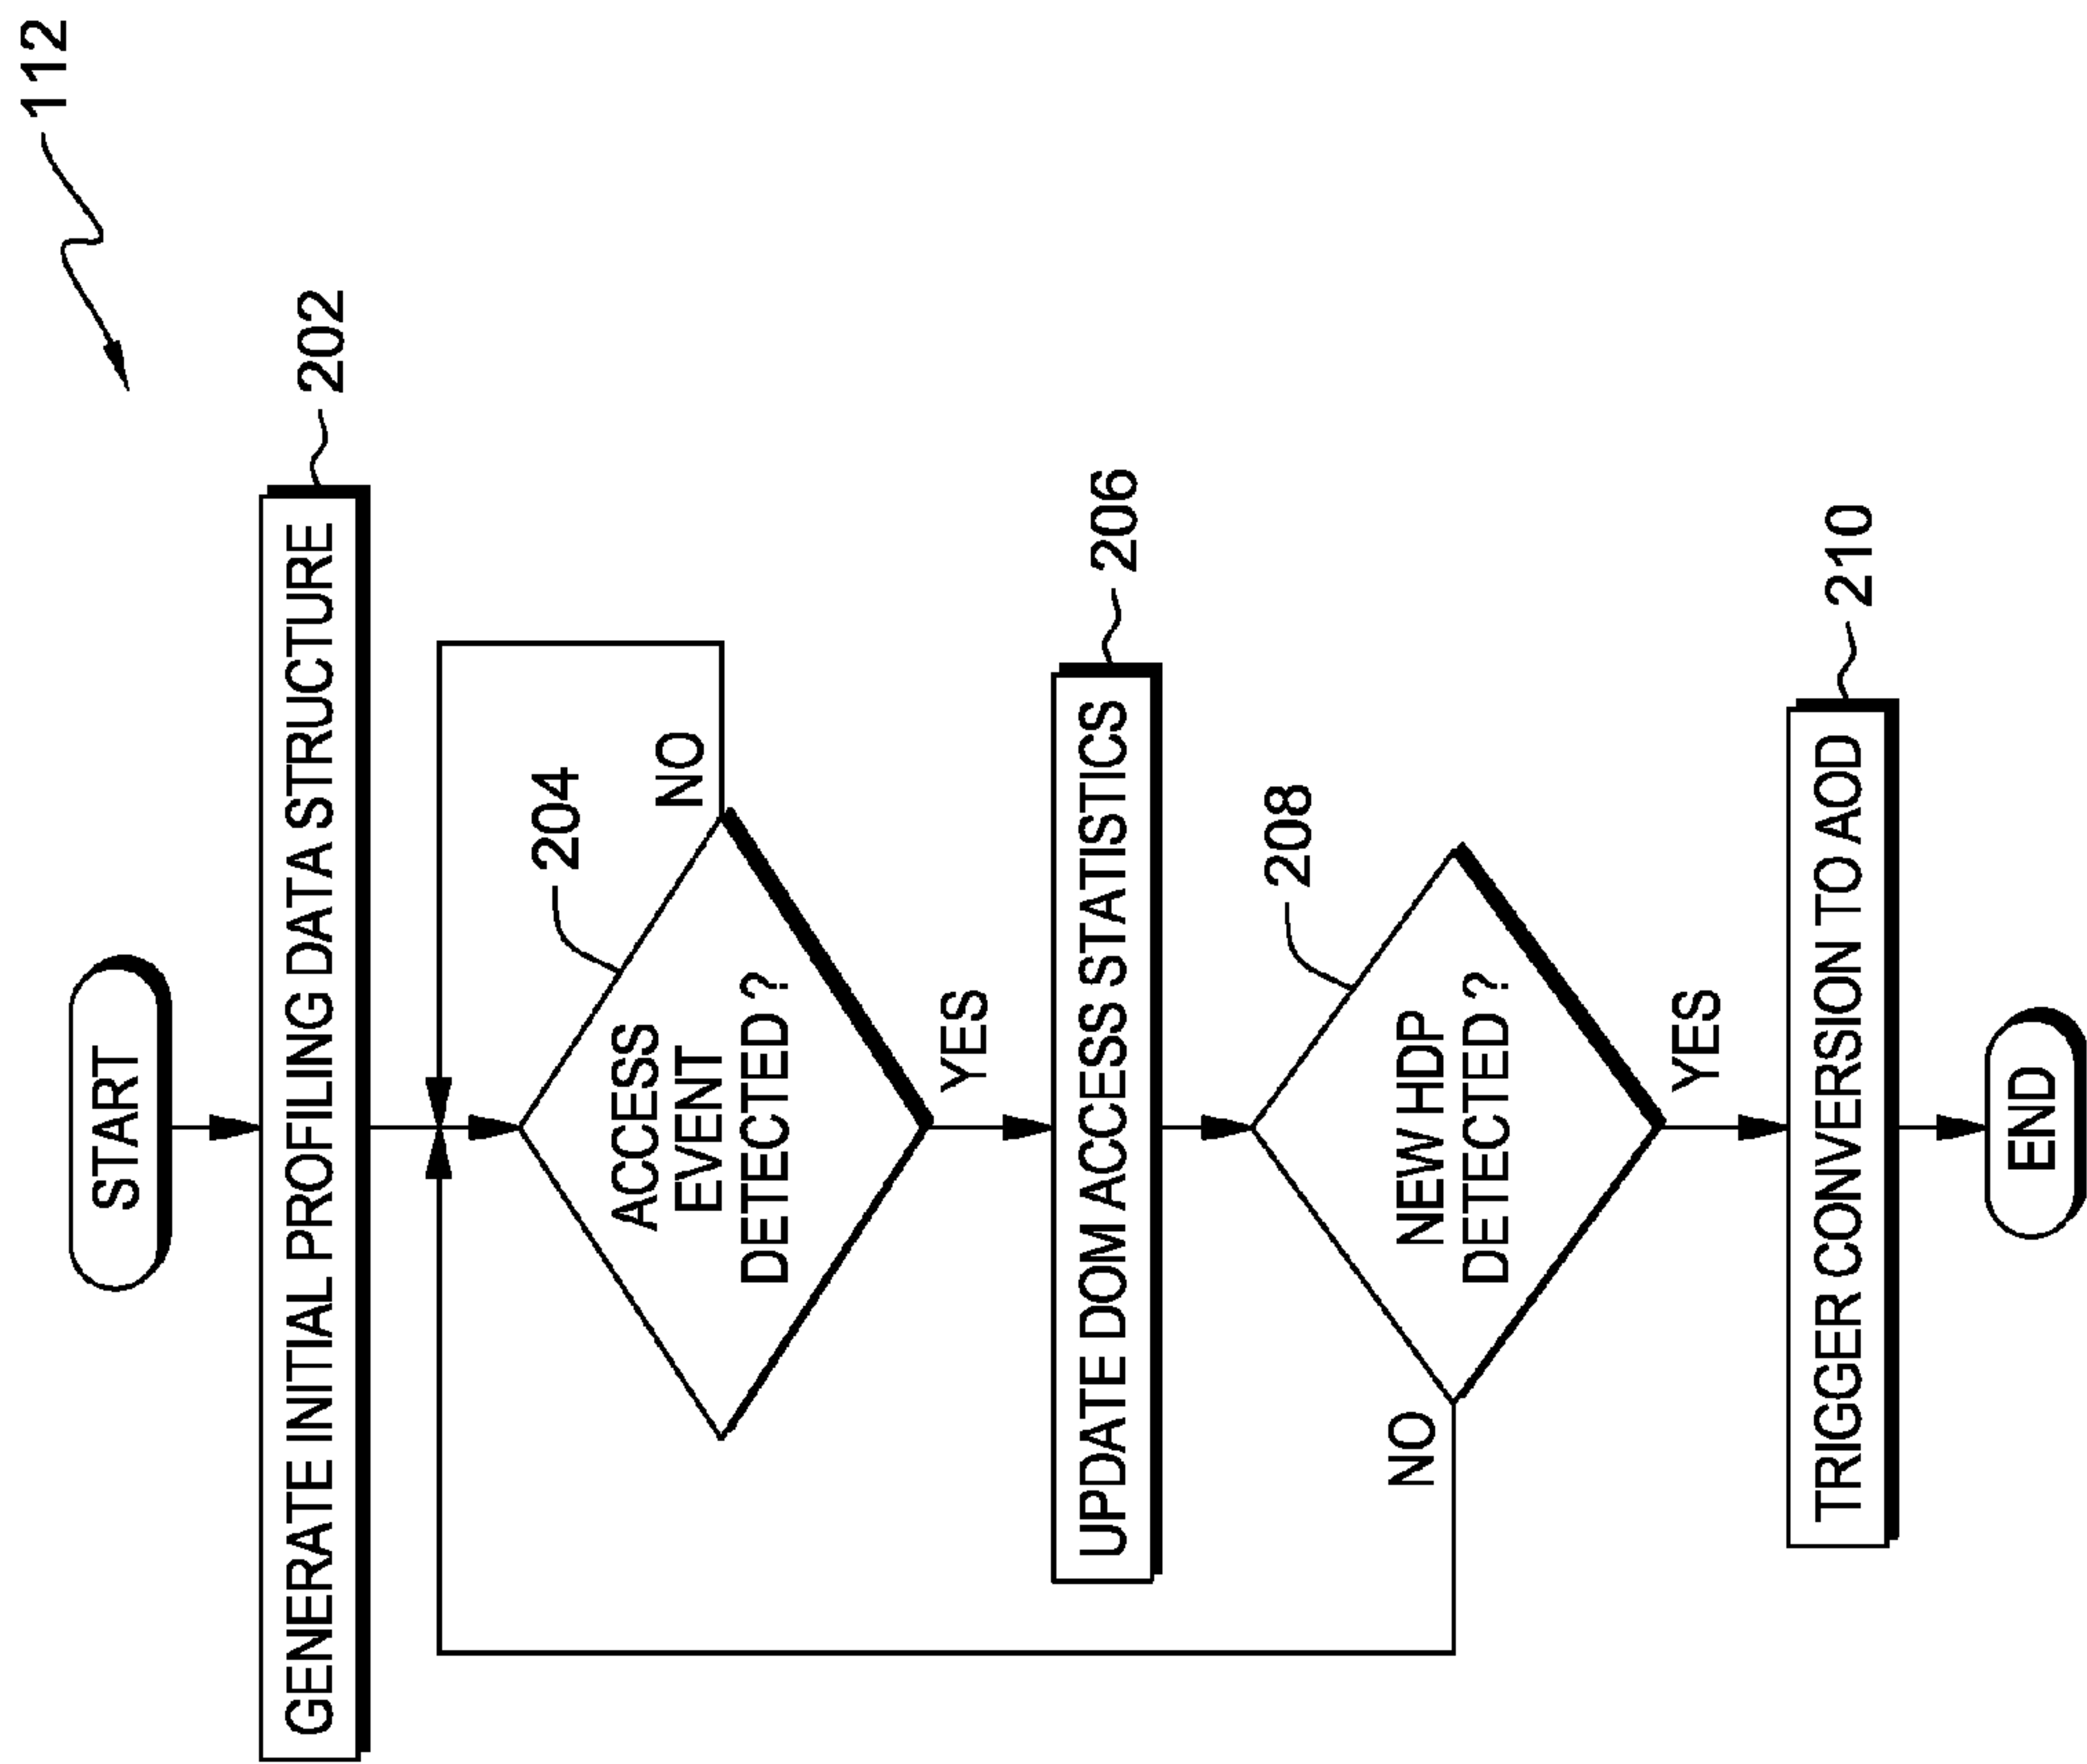 112
START
GENERATE INITIAL PROFILING DATA STRUCTURE
202
204
ACCESS
EVENT
DETECTED ?
NO
YES
UPDATE DOM ACCESS STATISTICS
206
208
NEW HDP
DETECTED ?
NO
YES
TRIGGER CONVERSION TO AOD
210
END